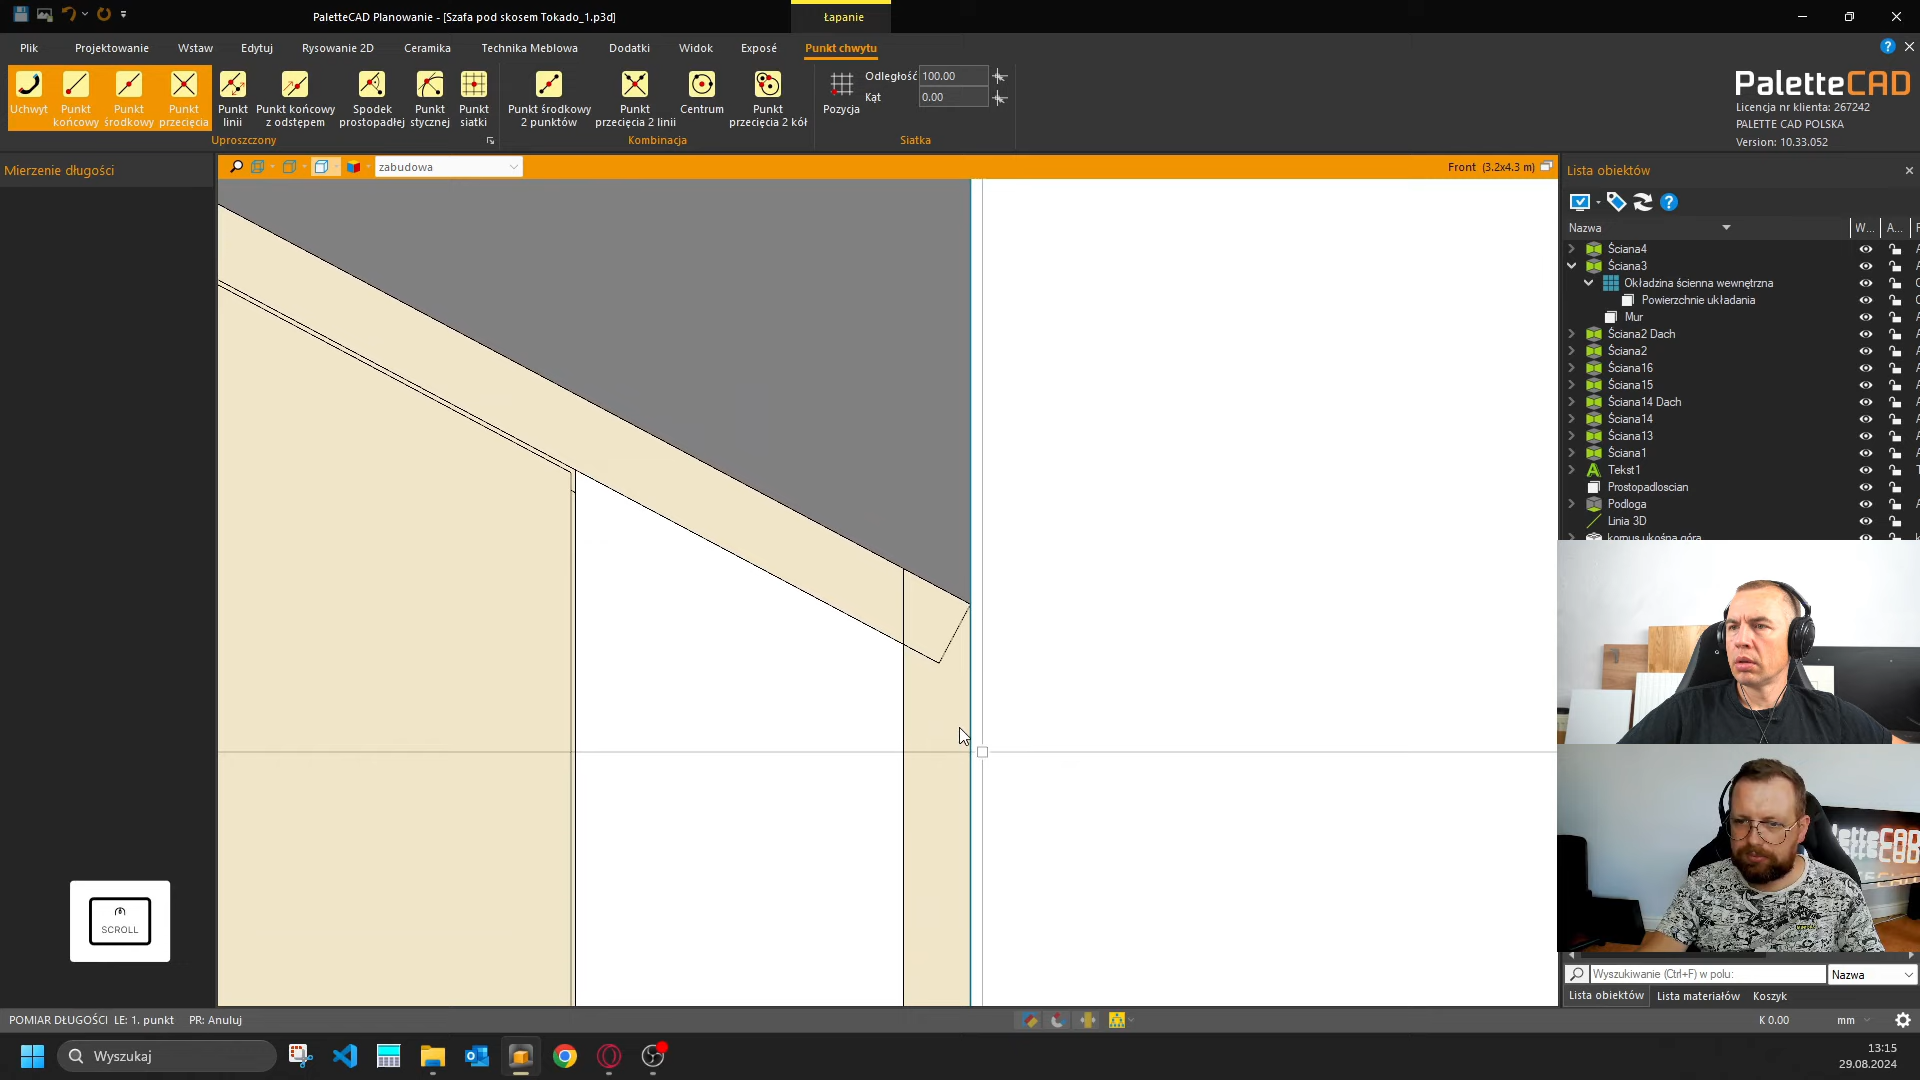 PaletteCAD Planowanie - [Szafa pod skosem Tokado_1.p3d]
Łapanie
Plik
Projektowanie
Wstaw
Edytuj
Rysowanie 2D
Ceramika
Technika Meblowa
Dodatki
Widok
Exposé
Punkt chwytu
Uchwyt
Punkt końcowy
Punkt środkowy
Punkt przecięcia
Punkt linii
Punkt końcowy z odstępem
Spodek prostopadłej
Punkt stycznej
Punkt siatki
Punkt środkowy 2 punktów
Punkt przecięcia 2 linii
Centrum
Punkt przecięcia 2 kół
Pozycja
Odległość 100.00
Kąt 0.00
Uproszczony
Kombinacja
Siatka
PaletteCAD
Licencja nr klienta: 267242
PALETTE CAD POLSKA
Version: 10.33.052
Mierzenie długości
zabudowa
Front (3.2x4.3 m)
Lista obiektów
Nazwa
W...
A...
Ściana4
Ściana3
Okładzina ścienna wewnętrzna
Powierzchnie układania
Mur
Ściana2 Dach
Ściana2
Ściana16
Ściana15
Ściana14 Dach
Ściana14
Ściana13
Ściana1
Tekst1
Prostopadloscian
Podloga
Linia 3D
korpus ukośna góra
SCROLL
Wyszukiwanie (Ctrl+F) w polu:
Nazwa
Lista obiektów
Lista materiałów
Koszyk
POMIAR DŁUGOŚCI LE: 1. punkt PR: Anuluj
K 0.00
mm
Wyszukaj
13:15
29.08.2024